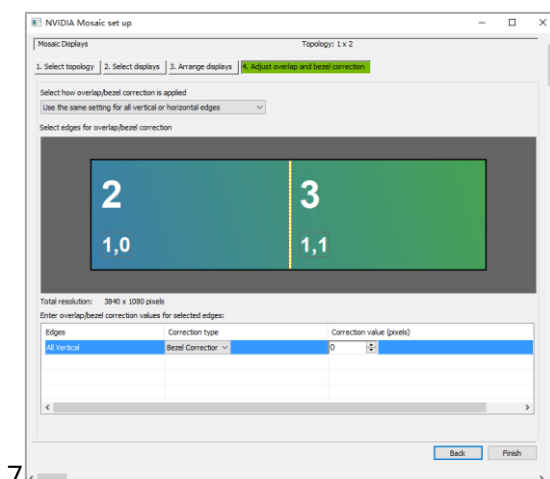 NVIDIA Mosaic set up
Mosaic Displays Topology: 1 x 2
1. Select topology 2. Select displays 3. Arrange displays 4. Adjust overlap and bezel correction
Select how overlap/bezel correction is applied
Use the same setting for all vertical or horizontal edges
Select edges for overlap/bezel correction
2 3
1,0 1,1
Total resolution: 3840 x 1080 pixels
Enter overlap/bezel correction values for selected edges:
Edges Correction type Correction value (pixels)
All Vertical Bezel Correction 0
Back Finish
7